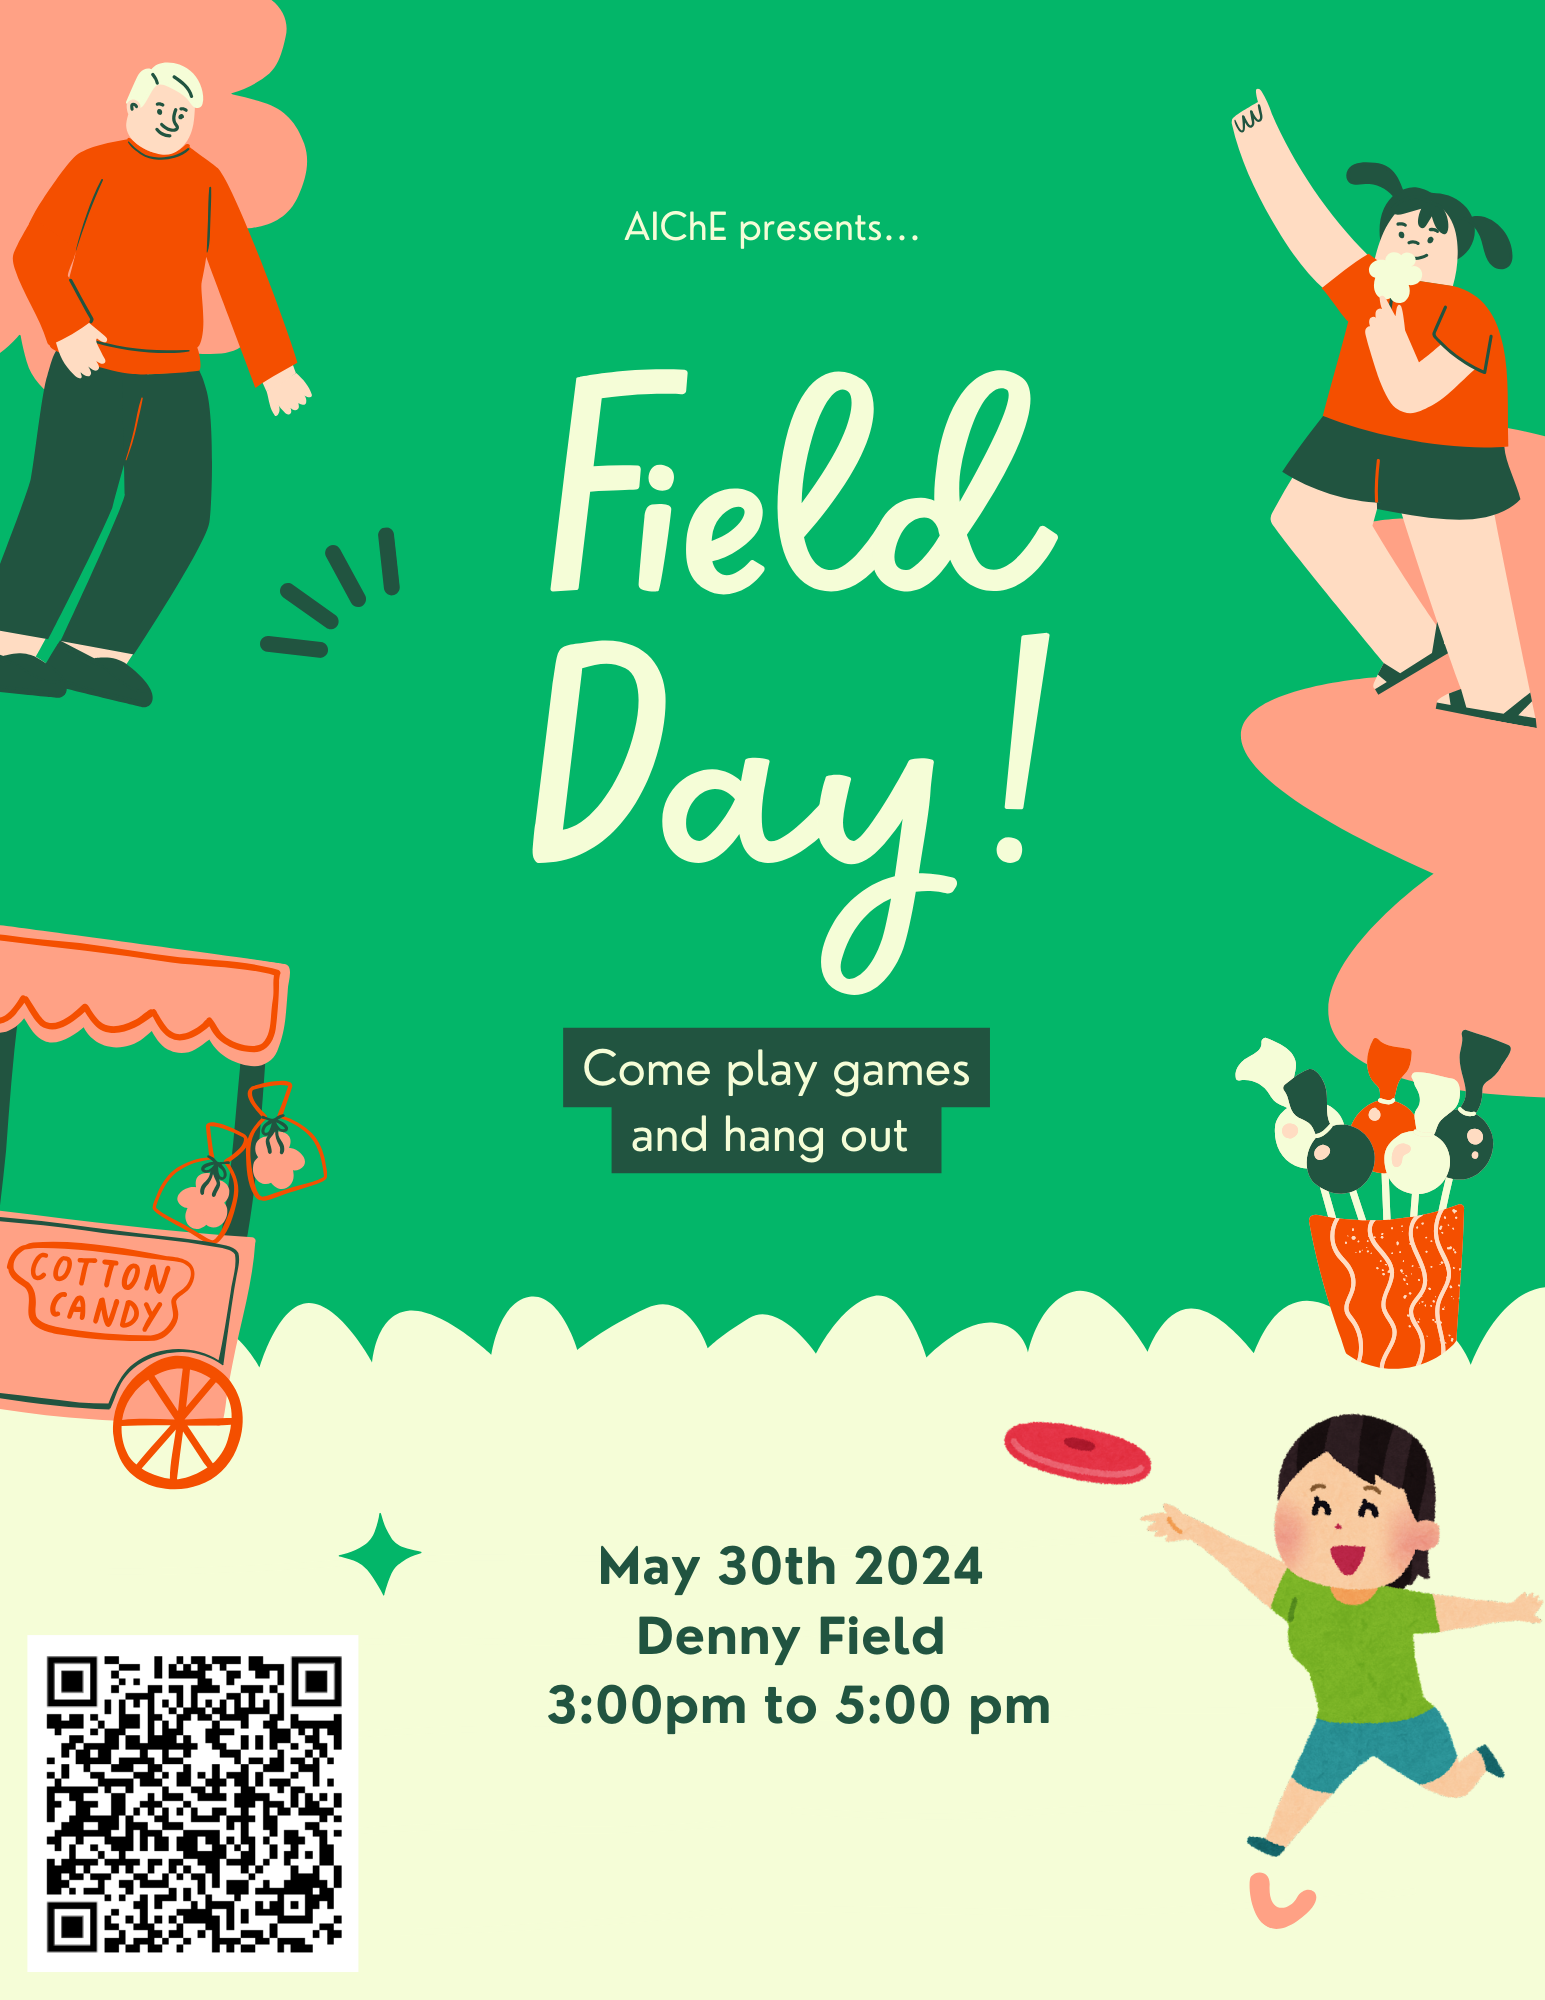 AIChE presents...
Field
Day!
Come play games
and hang out
COTTON
CANDY
May 30th 2024
Denny Field
3:00pm to 5:00 pm